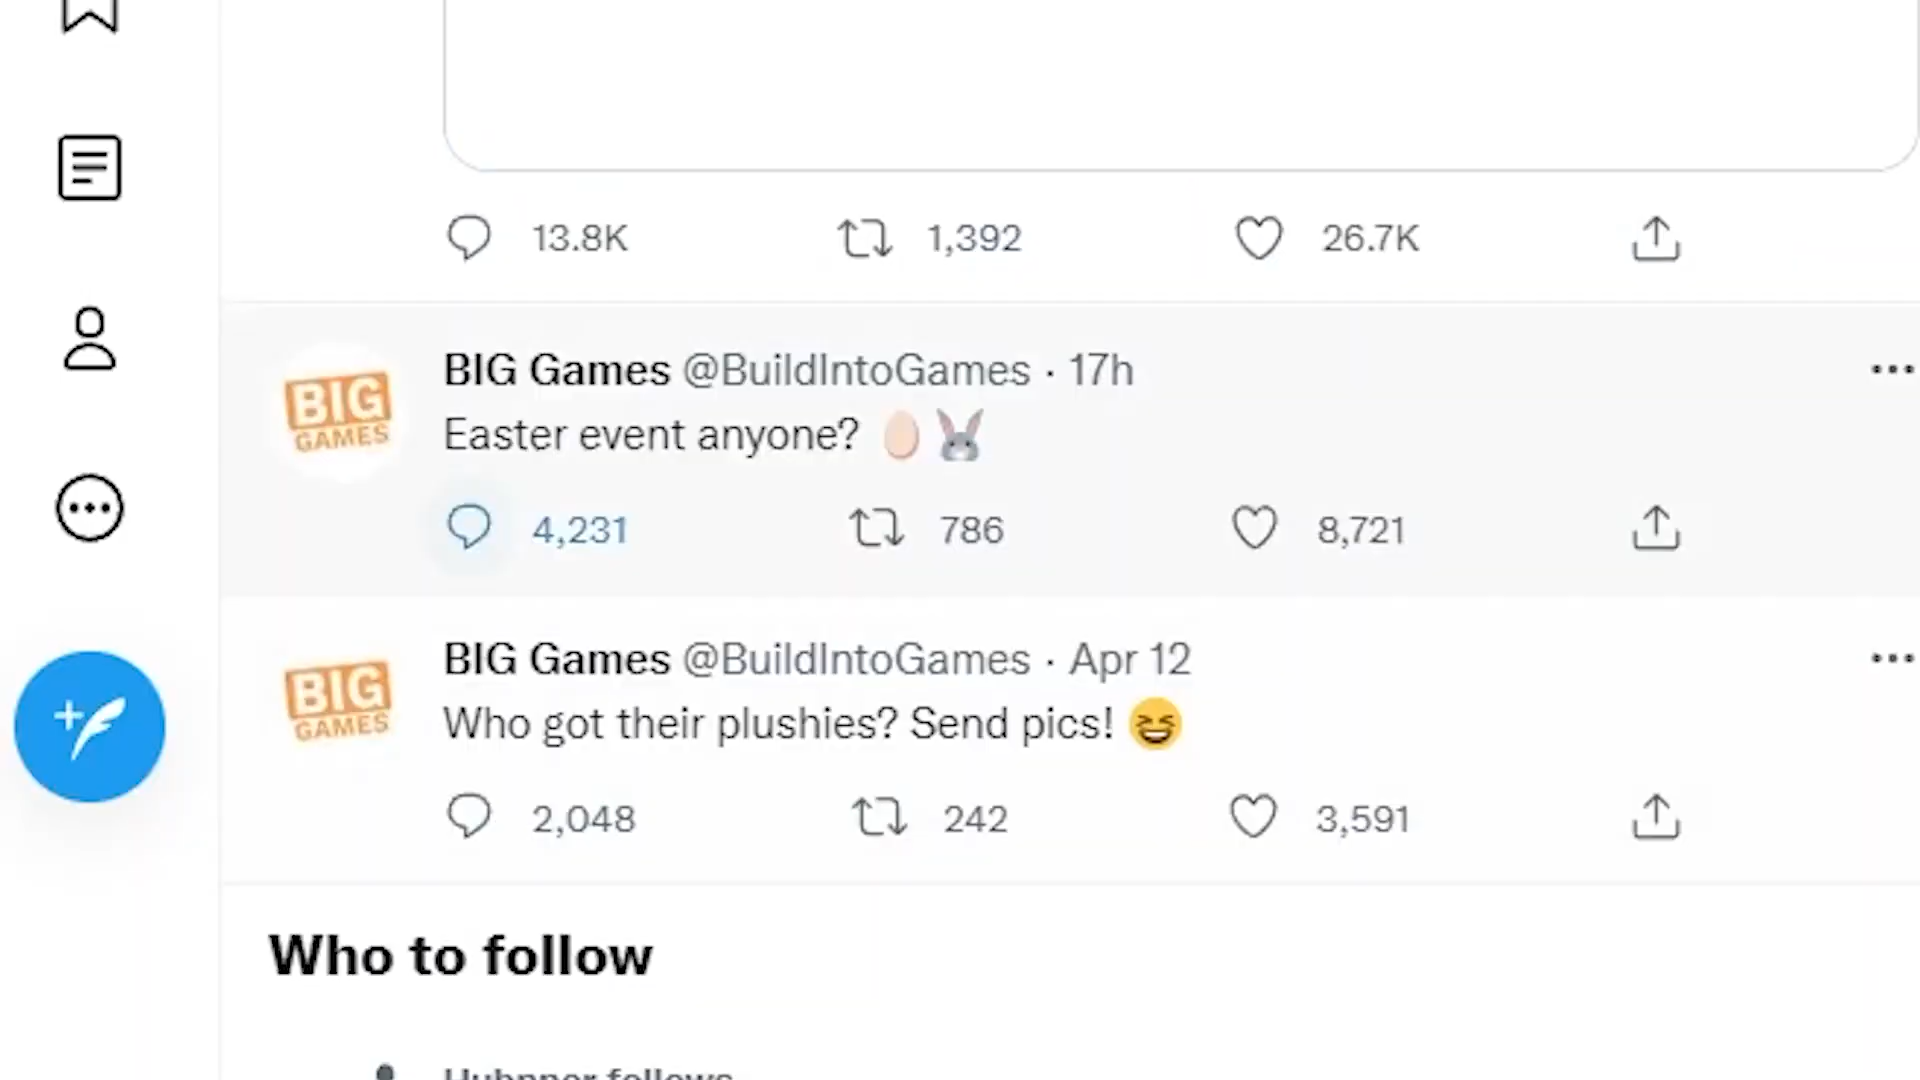 13.8K 1,392 26.7K
BIG GAMES
BIG Games @BuildIntoGames · 17h
Easter event anyone? 🥚🐰
4,231 786 8,721
BIG GAMES
BIG Games @BuildIntoGames · Apr 12
Who got their plushies? Send pics! 😆
2,048 242 3,591
Who to follow
follows